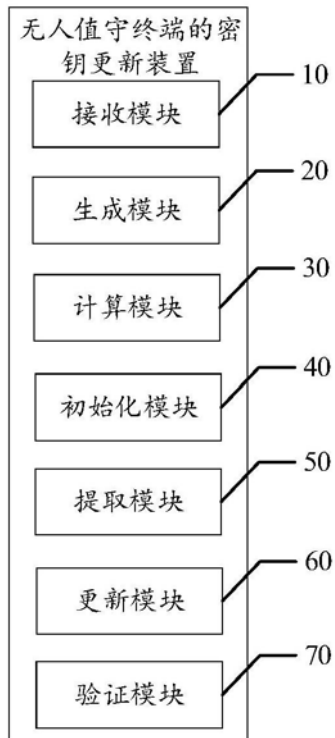 无人值守终端的密
钥更新装置
接收模块
10
生成模块
20
计算模块
30
初始化模块
40
提取模块
50
更新模块
60
验证模块
70